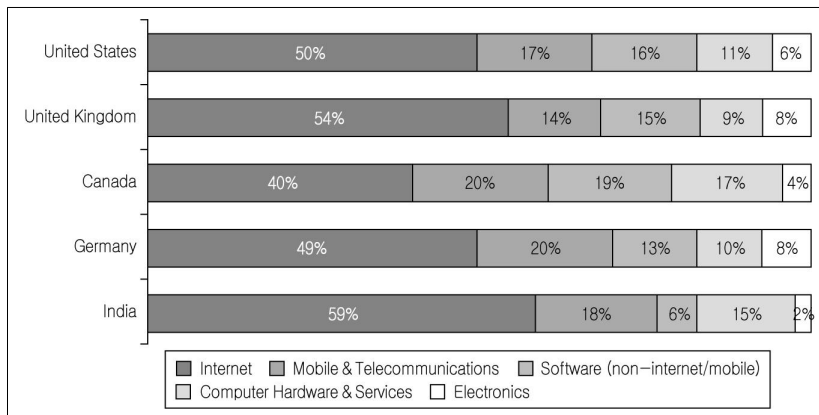 United States 50% 17% 16% 11% 6%
United Kingdom 54% 14% 15% 9% 8%
Canada 40% 20% 19% 17% 4%
Germany 49% 20% 13% 10% 8%
India 59% 18% 6% 15% 2%
Internet Mobile & Telecommunications Software (non-internet/mobile)
Computer Hardware & Services Electronics